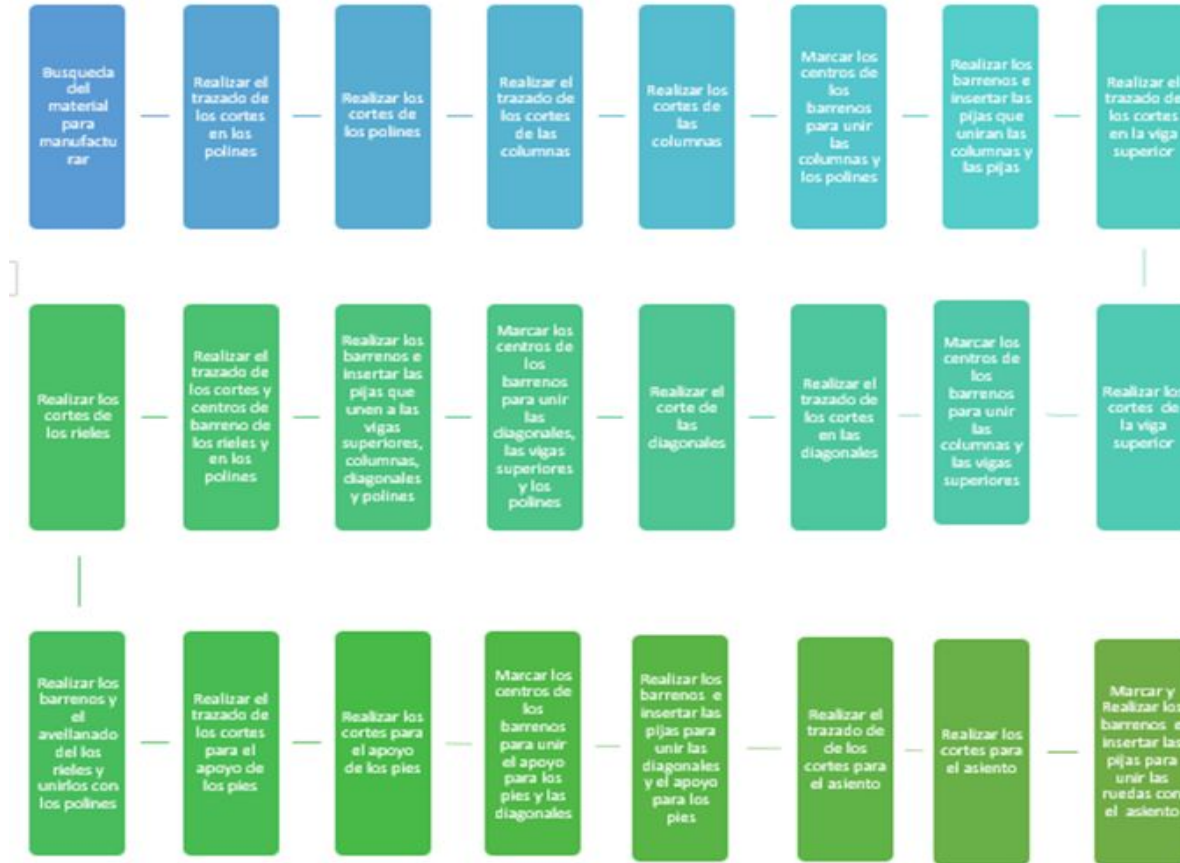 Busqueda
del
material
para
manufactu
rar
Realizar el
trazado de
los cortes
en los
polines
Realizar los
cortes de
los polines
Realizar el
trazado de
los cortes
de las
columnas
Realizar los
cortes de
las
columnas
Marcar los
centros de
los
barrenos
para unir
las
columnas y
los polines
Realizar los
barrenos e
insertar las
pijas que
uniran las
columnas y
las pijas
Realizar el
trazado de
los cortes
en la viga
superior
Realizar los
cortes de
los rieles
Realizar el
trazado de
los cortes y
centros de
barreno de
los rieles y
en los
polines
Realizar los
barrenos e
insertar las
pijas que
unen a las
vigas
superiores,
columnas,
diagonales
y polines
Marcar los
centros de
los
barrenos
para unir
las
diagonales,
las vigas
superiores
y los
polines
Realizar el
corte de
las
diagonales
Realizar el
trazado de
los cortes
en las
diagonales
Marcar los
centros de
los
barrenos
para unir
las
columnas y
las vigas
superiores
Realizar los
cortes de
la viga
superior
Realizar los
barrenos y
el
avellanado
del los
rieles y
unirlos con
los polines
Realizar el
trazado de
los cortes
para el
apoyo de
los pies
Realizar los
cortes para
el apoyo
de los pies
Marcar los
centros de
los
barrenos
para unir
el apoyo
para los
pies y las
diagonales
Realizar los
barrenos e
insertar las
pijas para
unir las
diagonales
y el apoyo
para los
pies
Realizar el
trazado de
de los
cortes para
el asiento
Realizar los
cortes para
el asiento
Marcar y
Realizar los
barrenos e
insertar las
pijas para
unir las
ruedas con
el asiento